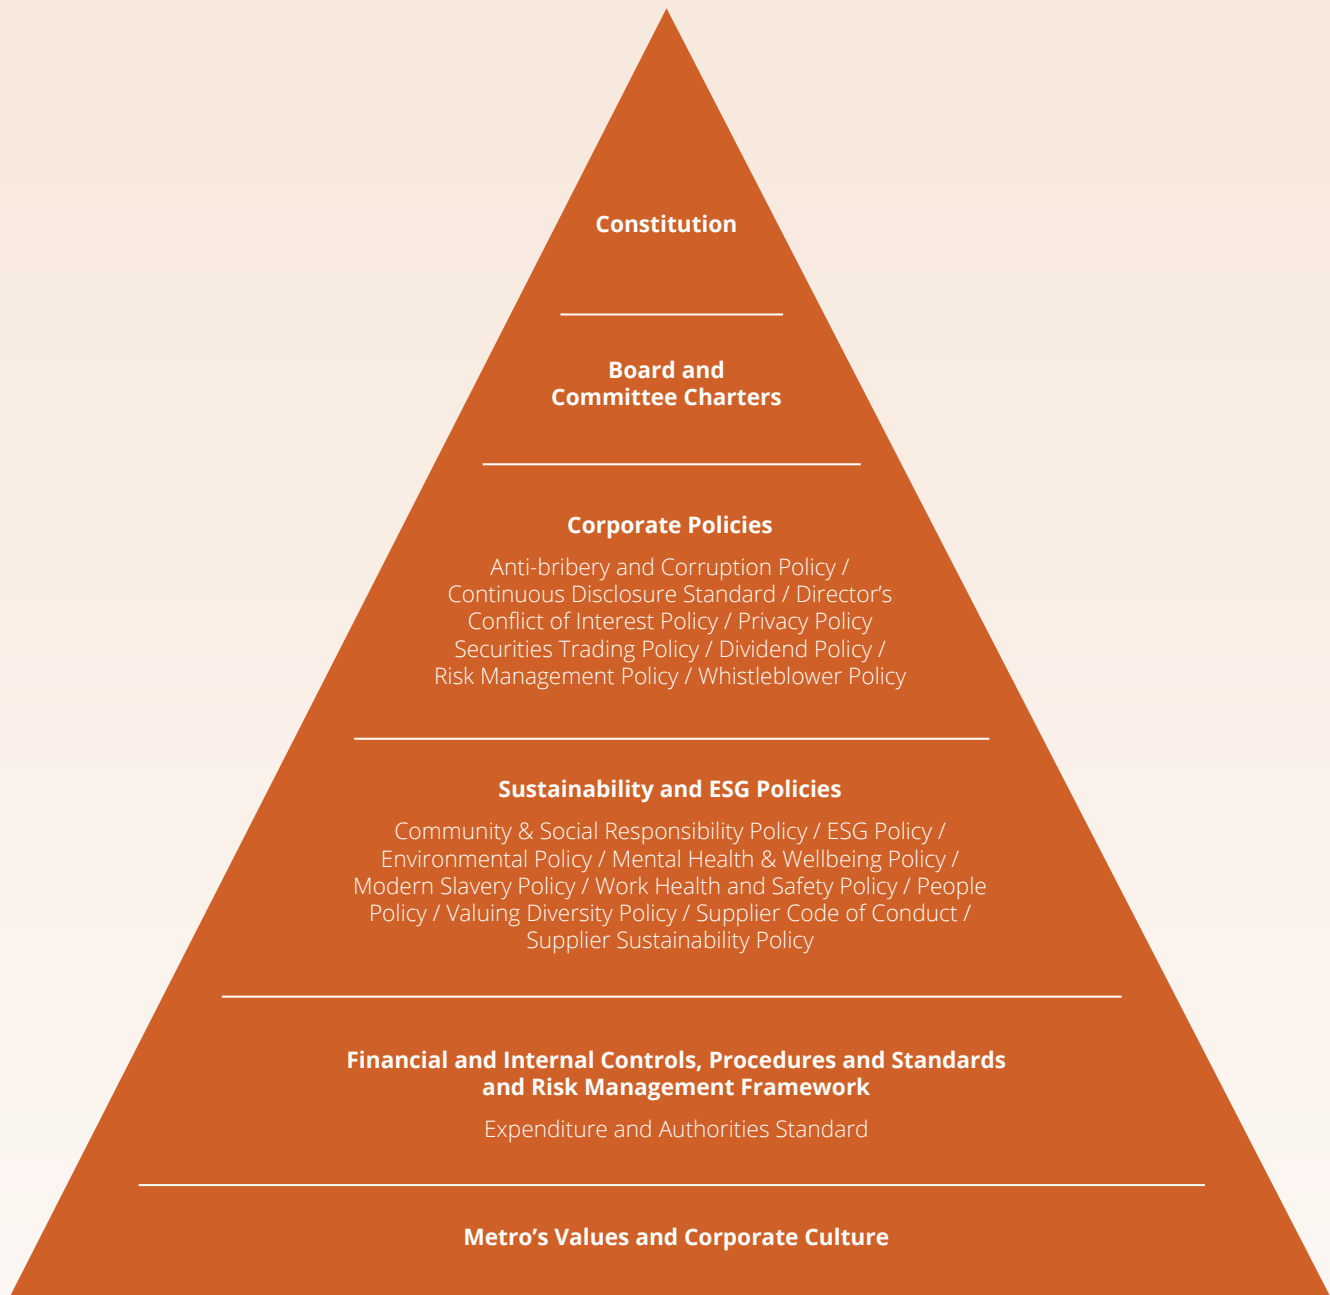 Constitution
Board and
Committee Charters
Corporate Policies
Anti-bribery and Corruption Policy /
Continuous Disclosure Standard / Director’s
Conflict of Interest Policy / Privacy Policy
Securities Trading Policy / Dividend Policy /
Risk Management Policy / Whistleblower Policy
Sustainability and ESG Policies
Community & Social Responsibility Policy / ESG Policy /
Environmental Policy / Mental Health & Wellbeing Policy /
Modern Slavery Policy / Work Health and Safety Policy / People
Policy / Valuing Diversity Policy / Supplier Code of Conduct /
Supplier Sustainability Policy
Financial and Internal Controls, Procedures and Standards
and Risk Management Framework
Expenditure and Authorities Standard
Metro’s Values and Corporate Culture